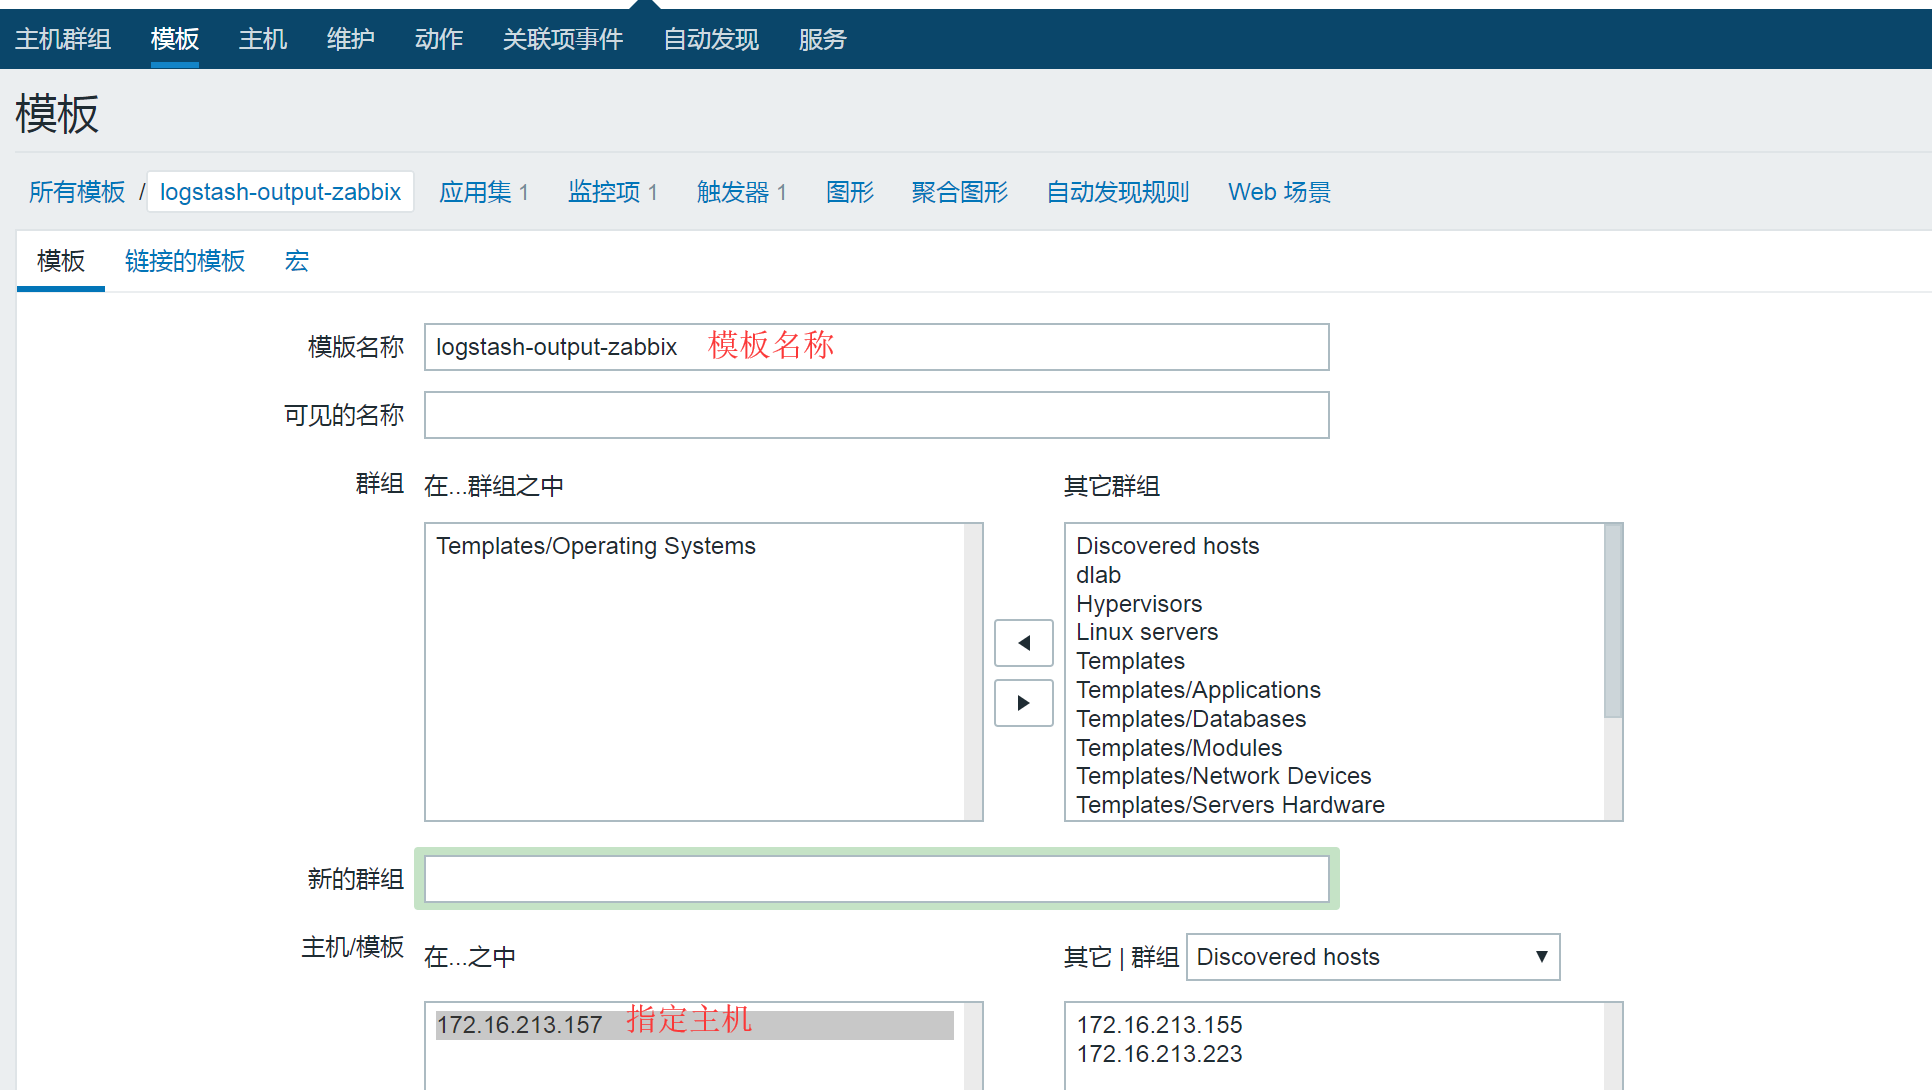 主机群组 模板 主机 维护 动作 关联项事件 自动发现 服务
模板
所有模板 / logstash-output-zabbix 应用集 1 监控项 1 触发器 1 图形 聚合图形 自动发现规则 Web 场景
模板 链接的模板 宏
模版名称 logstash-output-zabbix 模板名称
可见的名称
群组 在...群组之中 其它群组
Templates/Operating Systems
Discovered hosts
dlab
Hypervisors
Linux servers
Templates
Templates/Applications
Templates/Databases
Templates/Modules
Templates/Network Devices
Templates/Servers Hardware
新的群组
主机/模板 在...之中 其它 | 群组 Discovered hosts
172.16.213.157 指定主机
172.16.213.155
172.16.213.223